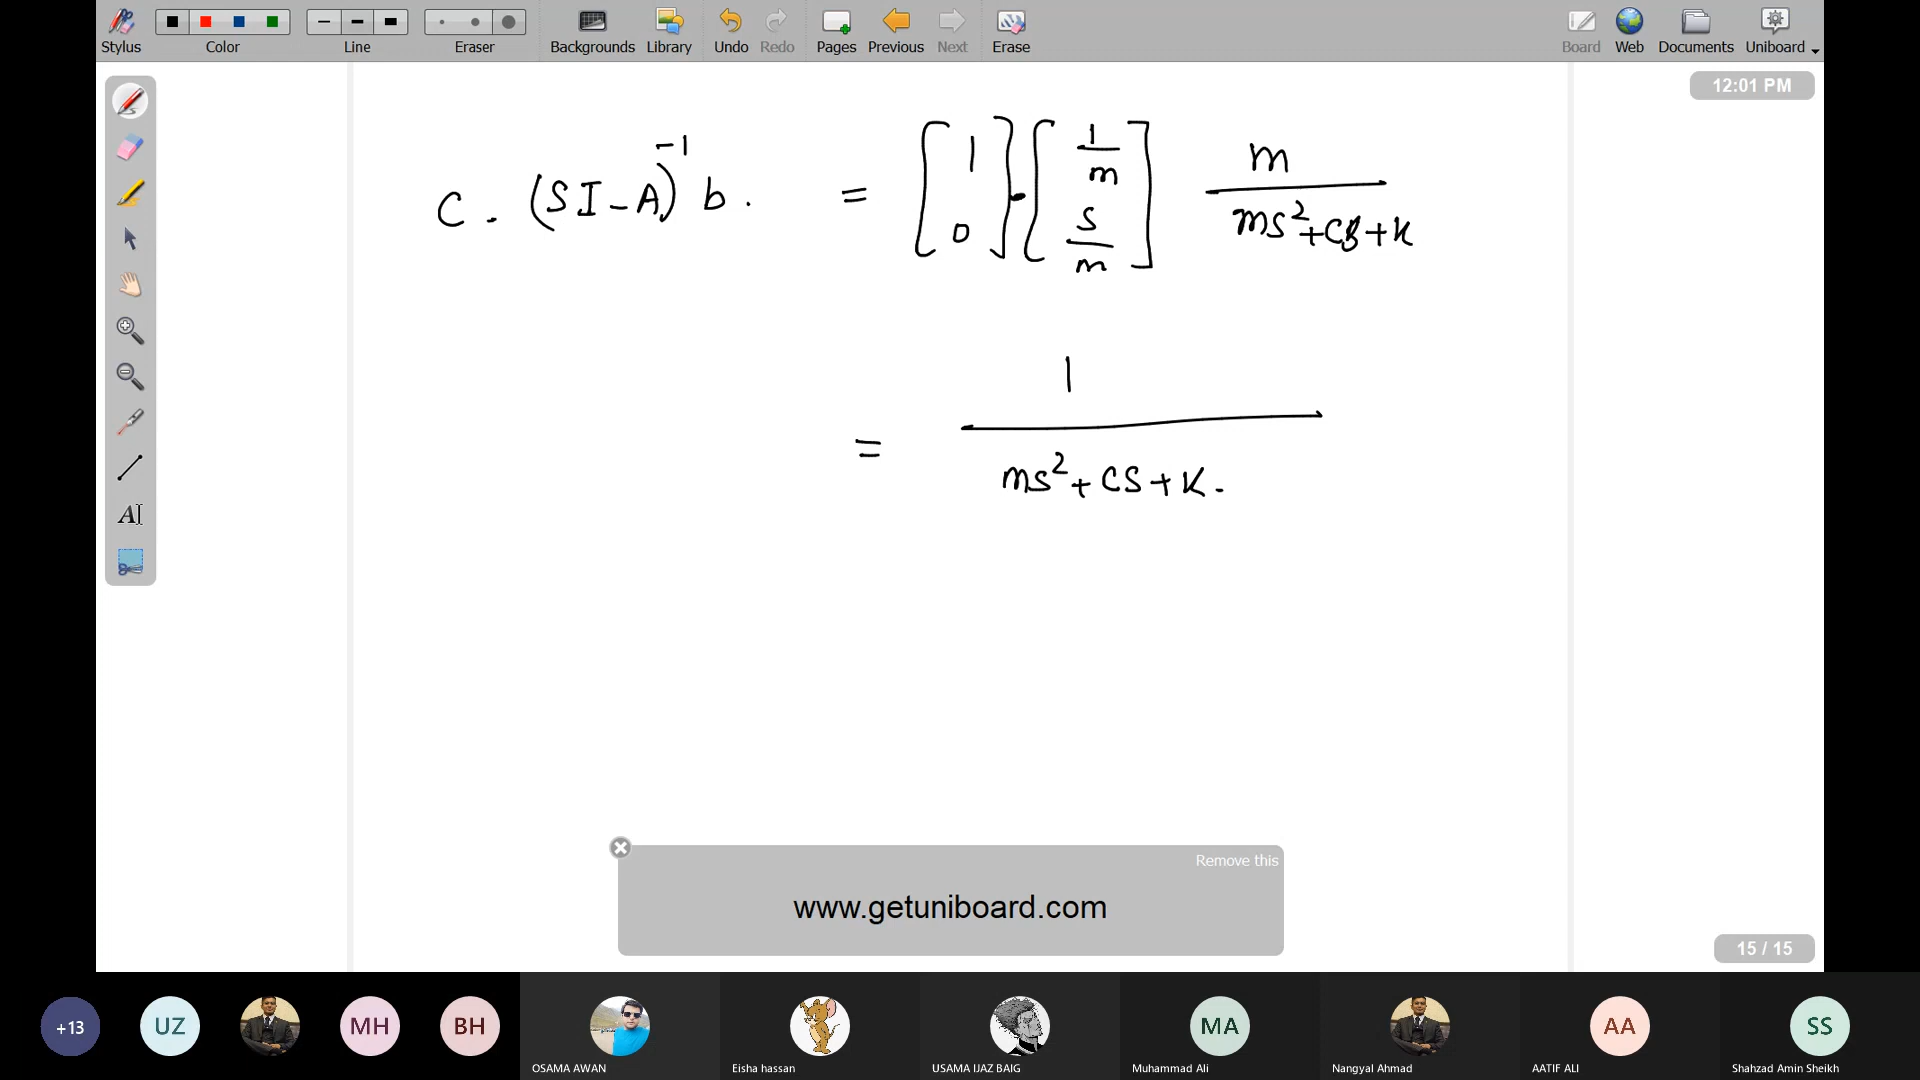 Stylus Color Line Eraser Backgrounds Library Undo Redo Pages Previous Next Erase Board Web Documents Uniboard
12:01 PM
C . (SI-A)⁻¹ b . = [1 0] . [1/m s/m] m/(ms²+cs+k)
= 1/(ms²+cs+k.)
A
Remove this
www.getuniboard.com
15 / 15
+13 UZ MH BH MA AA SS
OSAMA AWAN Eisha hassan USAMA IJAZ BAIG Muhammad Ali Nangyal Ahmad AATIF ALI Shahzad Amin Sheikh